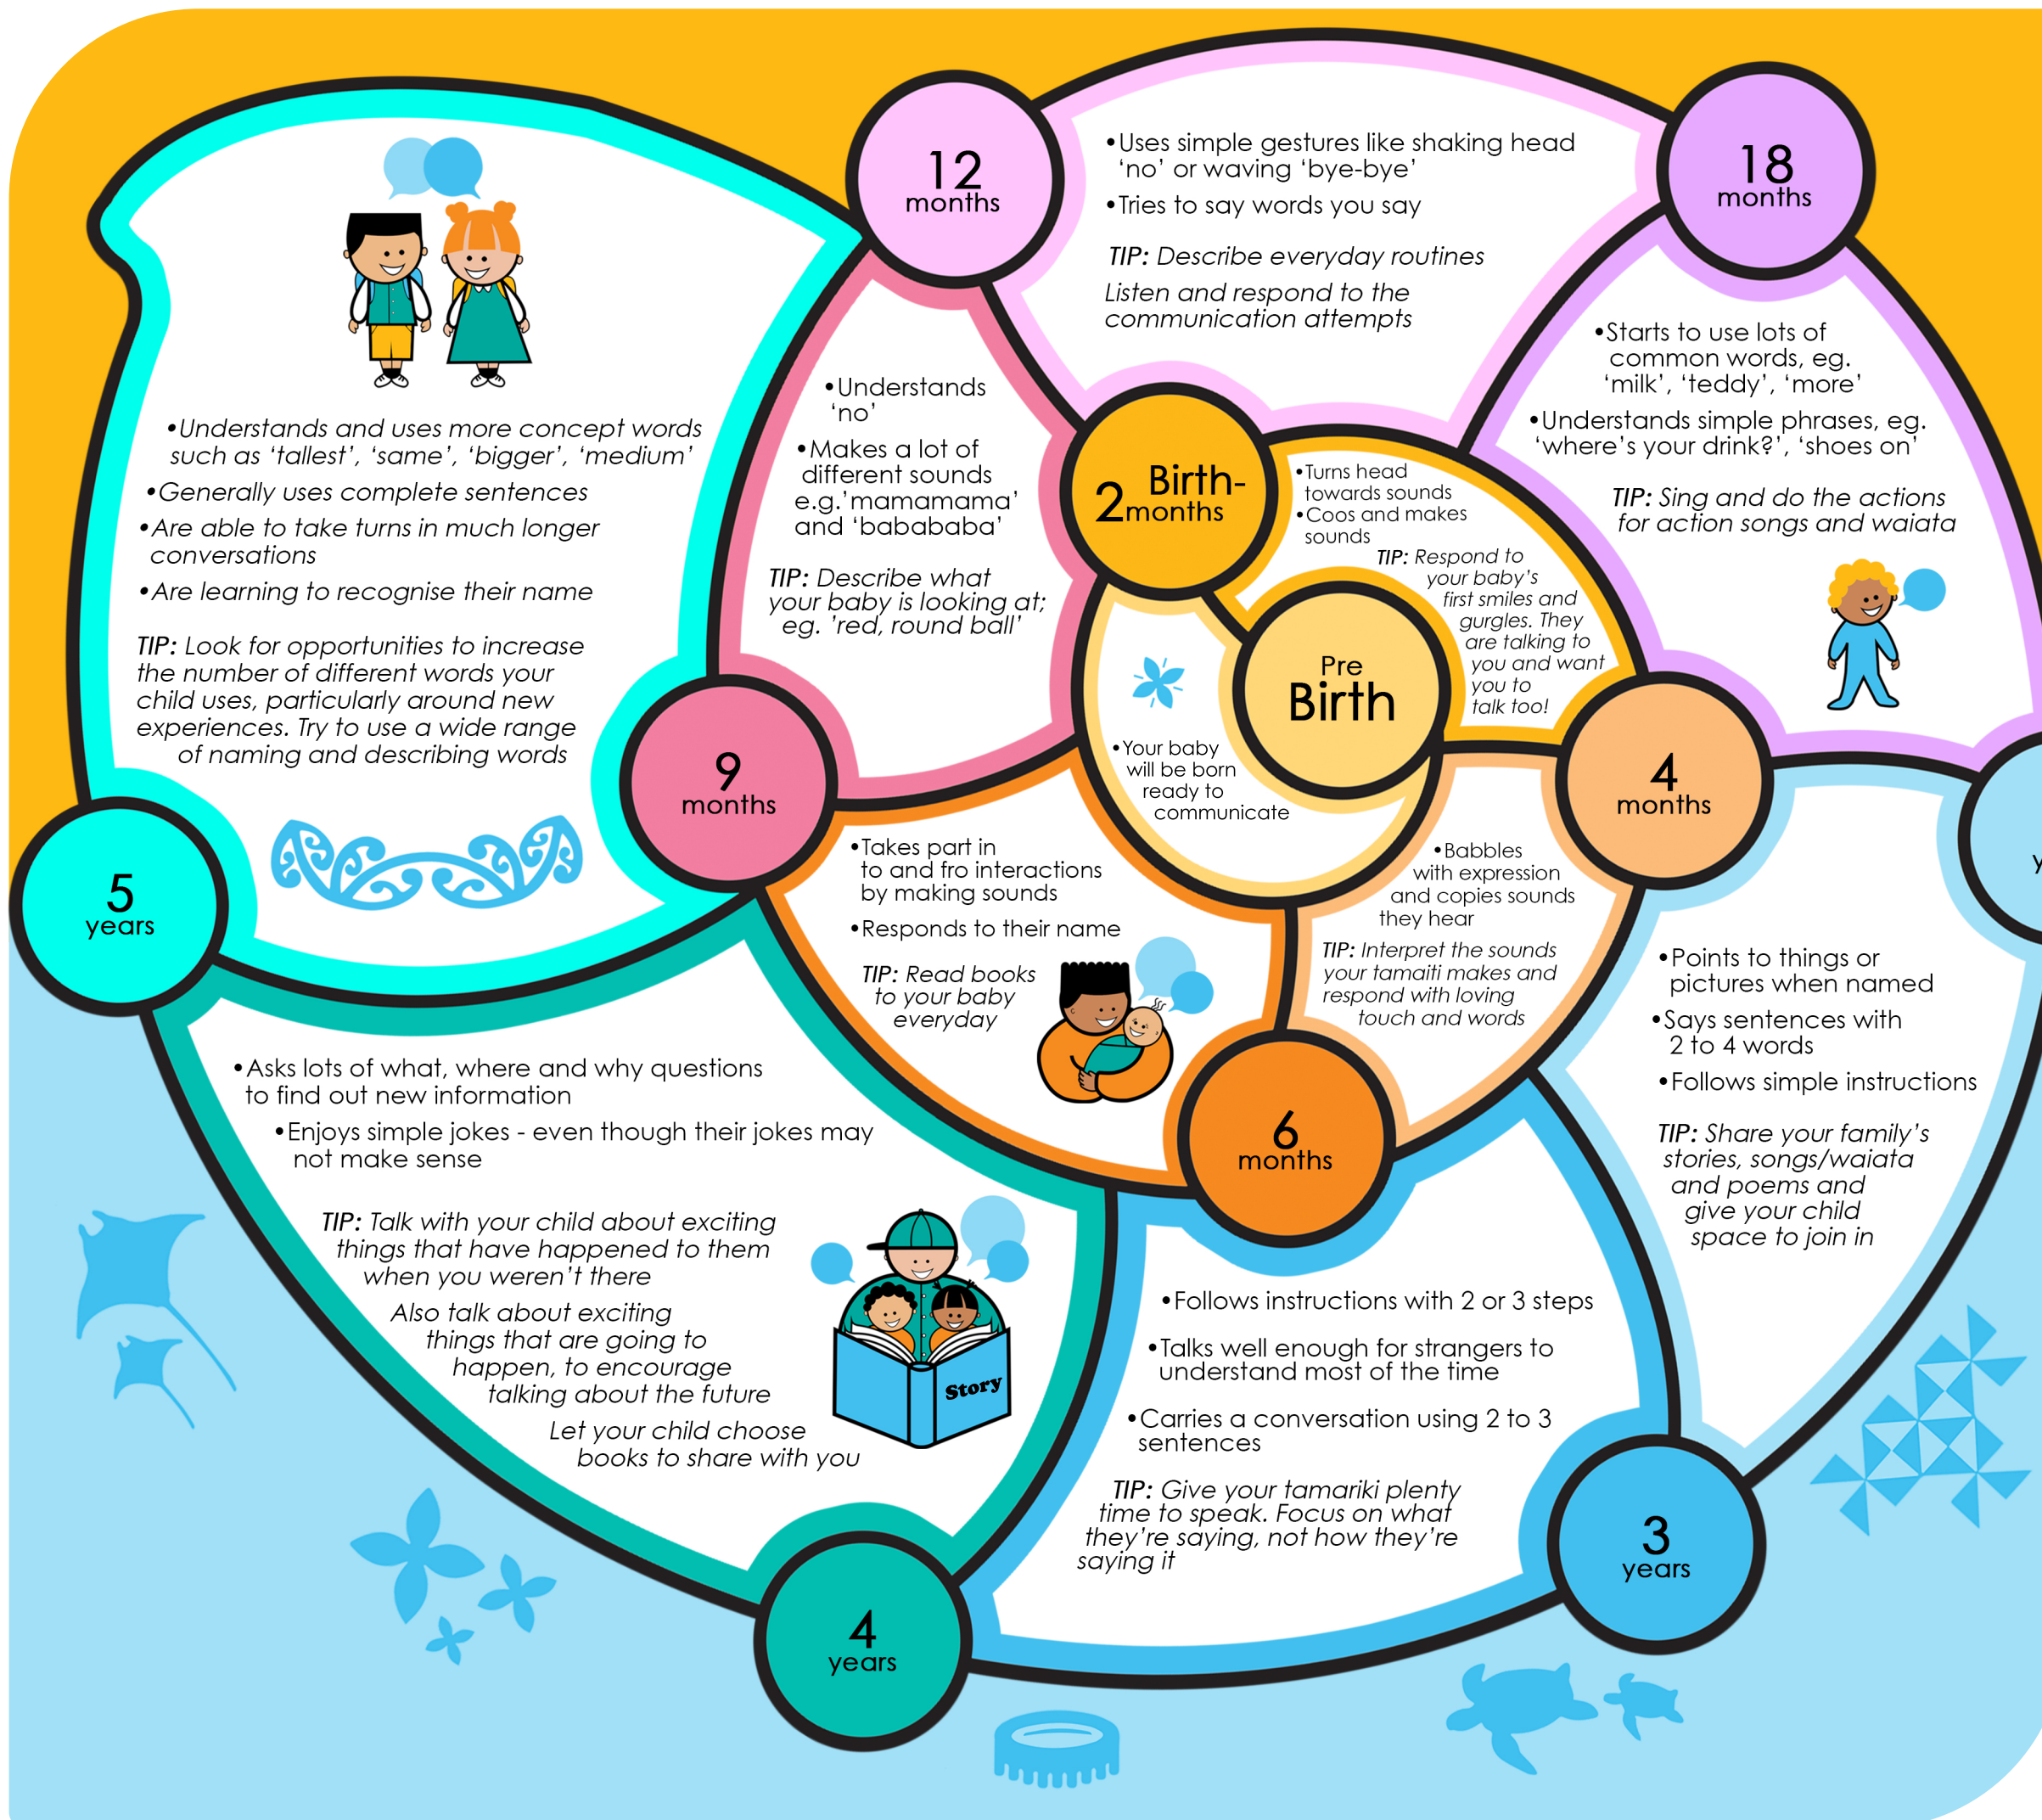 Pre
Birth
•Your baby
will be born
ready to
communicate
Birth-
2 months
•Turns head
towards sounds
•Coos and makes
sounds
TIP: Respond to
your baby's
first smiles and
gurgles. They
are talking to
you and want
you to
talk too!
4
months
•Babbles
with expression
and copies sounds
they hear
TIP: Interpret the sounds
your tamaiti makes and
respond with loving
touch and words
6
months
•Takes part in
to and fro interactions
by making sounds
•Responds to their name
TIP: Read books
to your baby
everyday
9
months
•Understands
'no'
•Makes a lot of
different sounds
e.g.'mamamama'
and 'babababa'
TIP: Describe what
your baby is looking at;
eg. 'red, round ball'
12
months
•Uses simple gestures like shaking head
'no' or waving 'bye-bye'
•Tries to say words you say
TIP: Describe everyday routines
Listen and respond to the
communication attempts
18
months
•Starts to use lots of
common words, eg.
'milk', 'teddy', 'more'
•Understands simple phrases, eg.
'where's your drink?', 'shoes on'
TIP: Sing and do the actions
for action songs and waiata
•Points to things or
pictures when named
•Says sentences with
2 to 4 words
•Follows simple instructions
TIP: Share your family's
stories, songs/waiata
and poems and
give your child
space to join in
3
years
•Follows instructions with 2 or 3 steps
•Talks well enough for strangers to
understand most of the time
•Carries a conversation using 2 to 3
sentences
TIP: Give your tamariki plenty
time to speak. Focus on what
they're saying, not how they're
saying it
4
years
•Asks lots of what, where and why questions
to find out new information
•Enjoys simple jokes - even though their jokes may
not make sense
TIP: Talk with your child about exciting
things that have happened to them
when you weren't there
Also talk about exciting
things that are going to
happen, to encourage
talking about the future
Let your child choose
books to share with you
Story
5
years
•Understands and uses more concept words
such as 'tallest', 'same', 'bigger', 'medium'
•Generally uses complete sentences
•Are able to take turns in much longer
conversations
•Are learning to recognise their name
TIP: Look for opportunities to increase
the number of different words your
child uses, particularly around new
experiences. Try to use a wide range
of naming and describing words